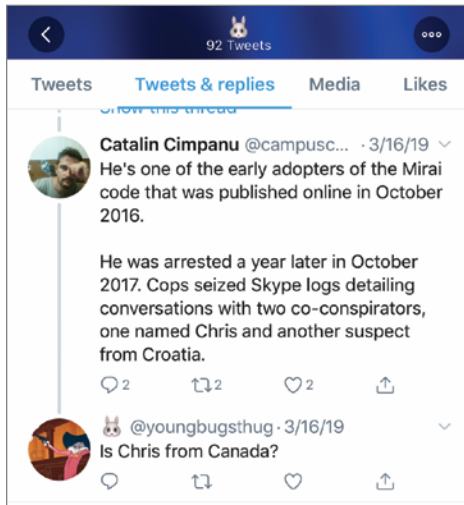 92 Tweets
Tweets Tweets & replies Media Likes
Show this thread
Catalin Cimpanu @campusc... · 3/16/19
He's one of the early adopters of the Mirai
code that was published online in October
2016.
He was arrested a year later in October
2017. Cops seized Skype logs detailing
conversations with two co-conspirators,
one named Chris and another suspect
from Croatia.
2 2 2
🐰 @youngbugsthug · 3/16/19
Is Chris from Canada?